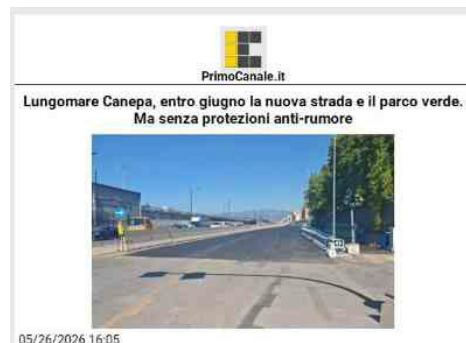 PrimoCanale.it
Lungomare Canepa, entro giugno la nuova strada e il parco verde.
Ma senza protezioni anti-rumore
05/26/2026 16:05